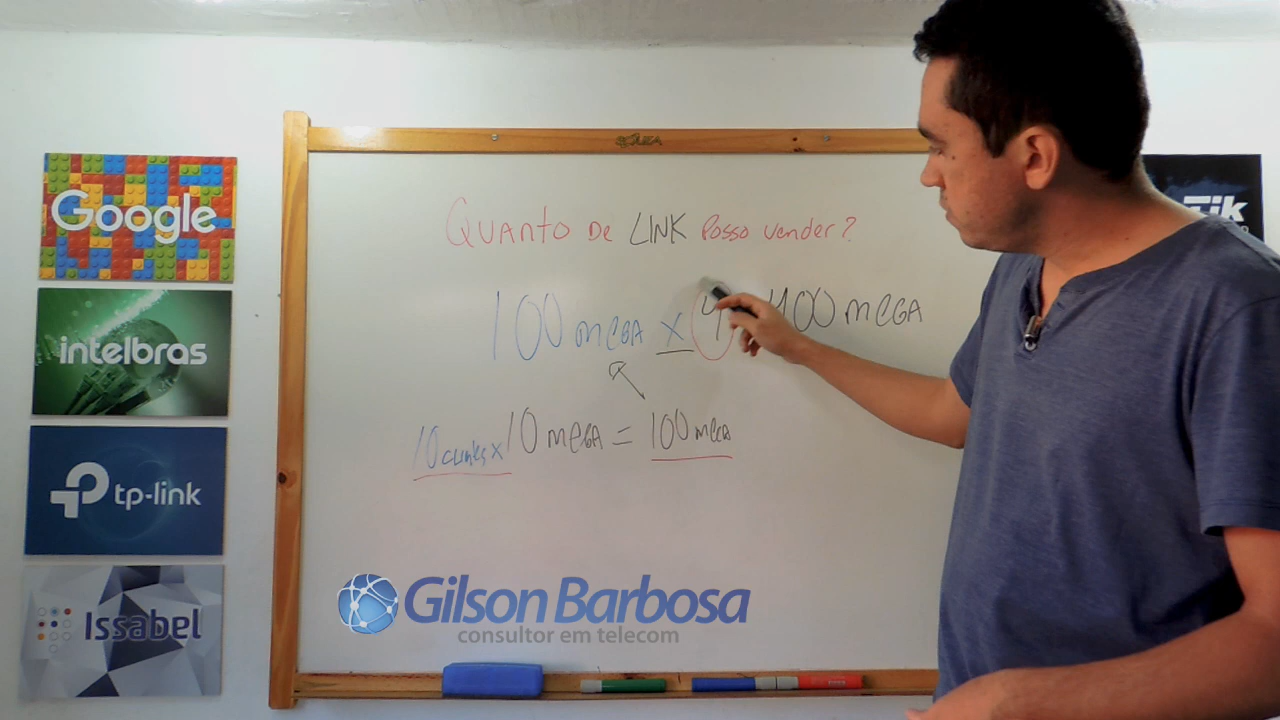 SOUZA
Google
intelbras
tp-link
Issabel
QUANTO DE LINK Posso vender?
100 meGA x 4 400 meGA
10 clientes x 10 meGA = 100 meGA
Gilson Barbosa
consultor em telecom